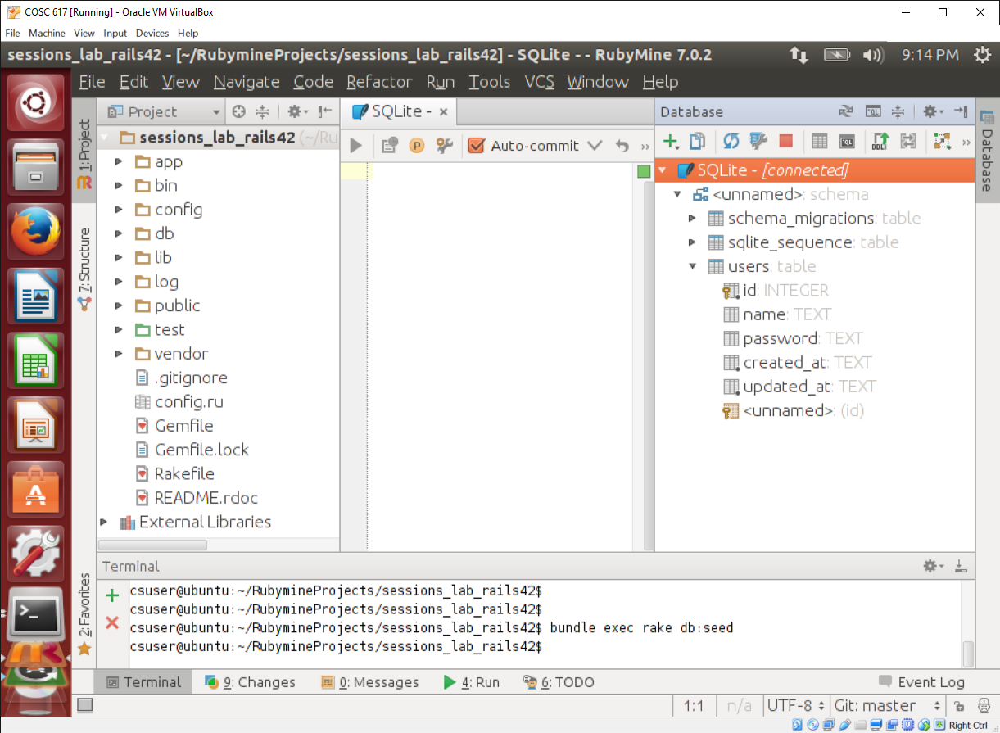 COSC 617 [Running] - Oracle VM VirtualBox
File Machine View Input Devices Help
sessions_lab_rails42 - [~/RubymineProjects/sessions_lab_rails42] - SQLite - - RubyMine 7.0.2
9:14 PM
File Edit View Navigate Code Refactor Run Tools VCS Window Help
Project
SQLite -
Database
1: Project
7: Structure
2: Favorites
Database
sessions_lab_rails42 (~/Ru
app
bin
config
db
lib
log
public
test
vendor
.gitignore
config.ru
Gemfile
Gemfile.lock
Rakefile
README.rdoc
External Libraries
P
Auto-commit
»
QL
QL
DDL
»
SQLite - [connected]
<unnamed>: schema
schema_migrations: table
sqlite_sequence: table
users: table
id: INTEGER
name: TEXT
password: TEXT
created_at: TEXT
updated_at: TEXT
<unnamed>: (id)
Terminal
csuser@ubuntu:~/RubymineProjects/sessions_lab_rails42$
csuser@ubuntu:~/RubymineProjects/sessions_lab_rails42$
csuser@ubuntu:~/RubymineProjects/sessions_lab_rails42$ bundle exec rake db:seed
csuser@ubuntu:~/RubymineProjects/sessions_lab_rails42$
Terminal 9: Changes 0: Messages 4: Run 6: TODO Event Log
1:1 n/a UTF-8 Git: master
Right Ctrl